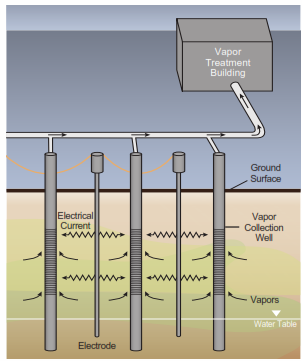 Vapor
Treatment
Building
Ground
Surface
Electrical
Current
Vapor
Collection
Well
Vapors
Water Table
Electrode